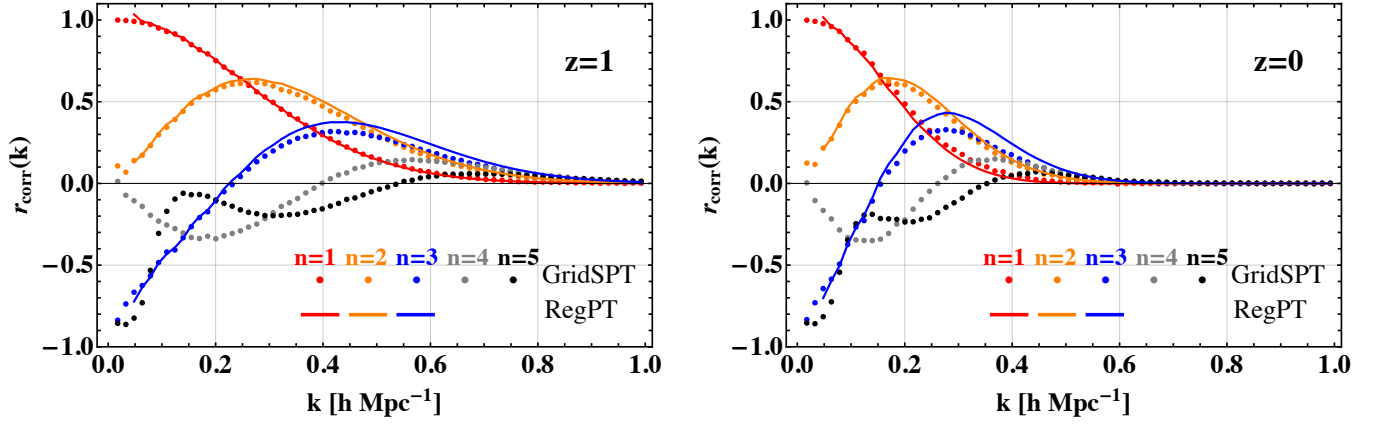 1.0
0.5
0.0
−0.5
−1.0
r_corr(k)
z=1
n=1 n=2 n=3 n=4 n=5
GridSPT
RegPT
0.0 0.2 0.4 0.6 0.8 1.0
k [h Mpc⁻¹]
1.0
0.5
0.0
−0.5
−1.0
r_corr(k)
z=0
n=1 n=2 n=3 n=4 n=5
GridSPT
RegPT
0.0 0.2 0.4 0.6 0.8 1.0
k [h Mpc⁻¹]